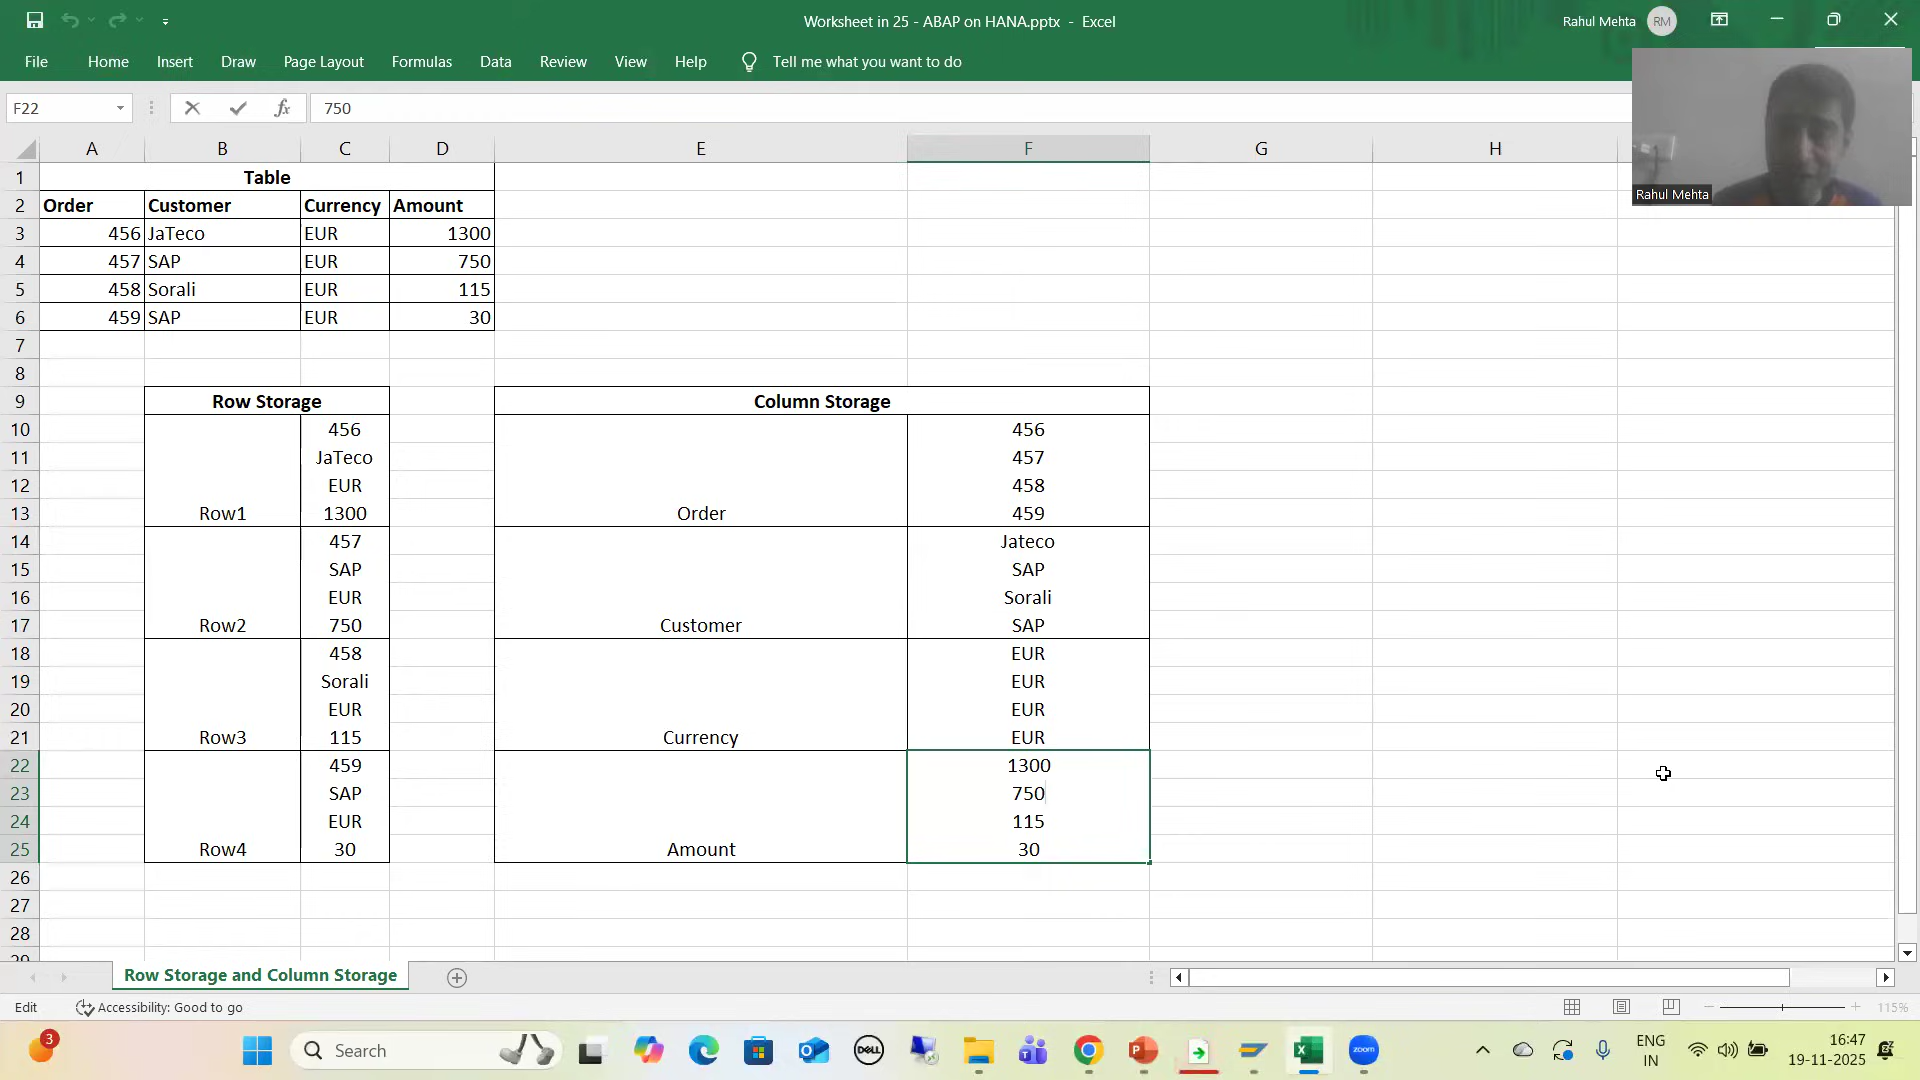 Worksheet in 25 - ABAP on HANA.pptx - Excel
Rahul Mehta RM
File Home Insert Draw Page Layout Formulas Data Review View Help Tell me what you want to do
F22 fx 750
Rahul Mehta
A B C D E F G H
1 Table
2 Order Customer Currency Amount
3 456 JaTeco EUR 1300
4 457 SAP EUR 750
5 458 Sorali EUR 115
6 459 SAP EUR 30
7
8
9 Row Storage Column Storage
10 456 456
11 JaTeco 457
12 EUR 458
13 Row1 1300 Order 459
14 457 Jateco
15 SAP SAP
16 EUR Sorali
17 Row2 750 Customer SAP
18 458 EUR
19 Sorali EUR
20 EUR EUR
21 Row3 115 Currency EUR
22 459 1300
23 SAP 750
24 EUR 115
25 Row4 30 Amount 30
26
27
28
29
Row Storage and Column Storage
Edit Accessibility: Good to go 115%
3 Search DELL zoom ENG 16:47
IN 19-11-2025